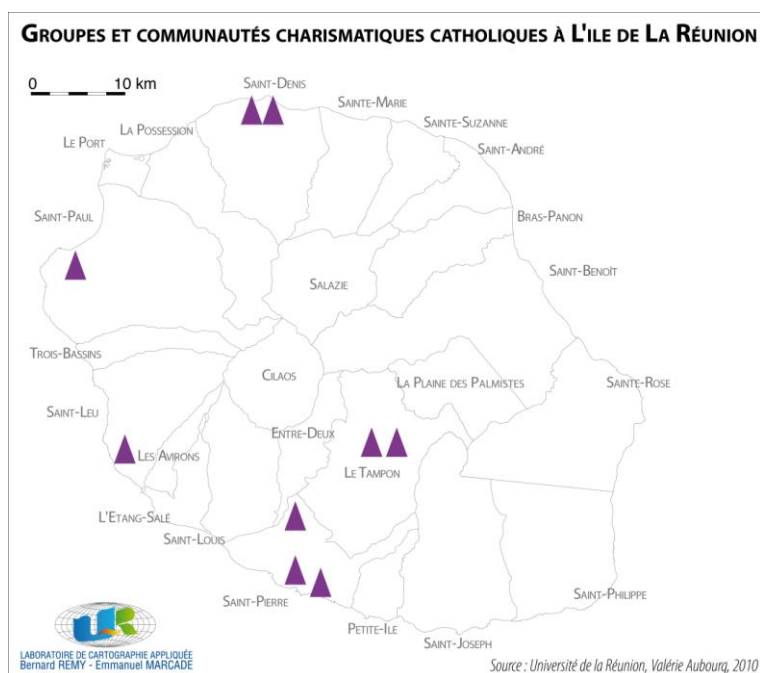 GROUPES ET COMMUNAUTÉS CHARISMATIQUES CATHOLIQUES À L'ILE DE LA RÉUNION
0 10 km
SAINT-DENIS
SAINTE-MARIE
SAINTE-SUZANNE
LA POSSESSION
LE PORT
SAINT-ANDRÉ
SAINT-PAUL
BRAS-PANON
SAINT-BENOÎT
SALAZIE
TROIS-BASSINS
CILAOS
LA PLAINE DES PALMISTES
SAINTE-ROSE
SAINT-LEU
ENTRE-DEUX
LES AVIRONS
LE TAMPON
L'ETANG-SALÉ
SAINT-LOUIS
SAINT-PIERRE
SAINT-PHILIPPE
PETITE-ILE
SAINT-JOSEPH
UR
LABORATOIRE DE CARTOGRAPHIE APPLIQUÉE
Bernard REMY - Emmanuel MARCADE
Source : Université de la Réunion, Valérie Aubourg, 2010